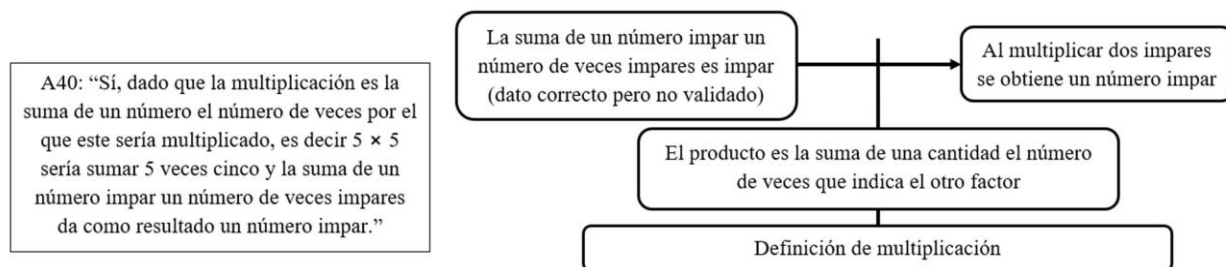 A40: “Sí, dado que la multiplicación es la
suma de un número el número de veces por el
que este sería multiplicado, es decir 5 × 5
sería sumar 5 veces cinco y la suma de un
número impar un número de veces impares
da como resultado un número impar.”
La suma de un número impar un
número de veces impares es impar
(dato correcto pero no validado)
Al multiplicar dos impares
se obtiene un número impar
El producto es la suma de una cantidad el número
de veces que indica el otro factor
Definición de multiplicación